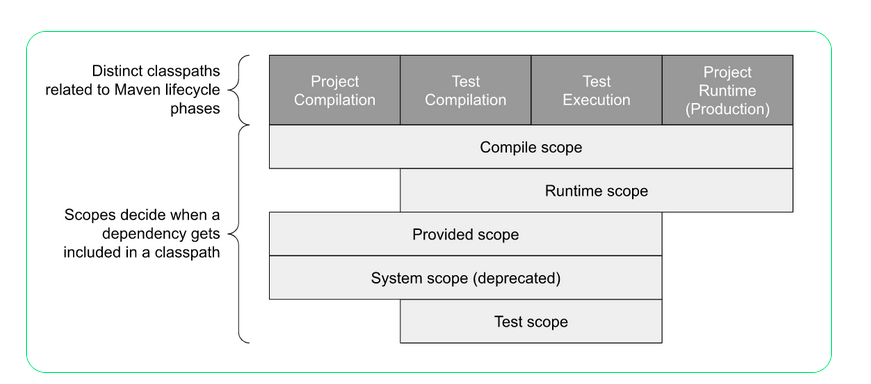 Distinct classpaths
related to Maven lifecycle
phases
Project
Compilation
Test
Compilation
Test
Execution
Project
Runtime
(Production)
Compile scope
Runtime scope
Scopes decide when a
dependency gets
included in a classpath
Provided scope
System scope (deprecated)
Test scope